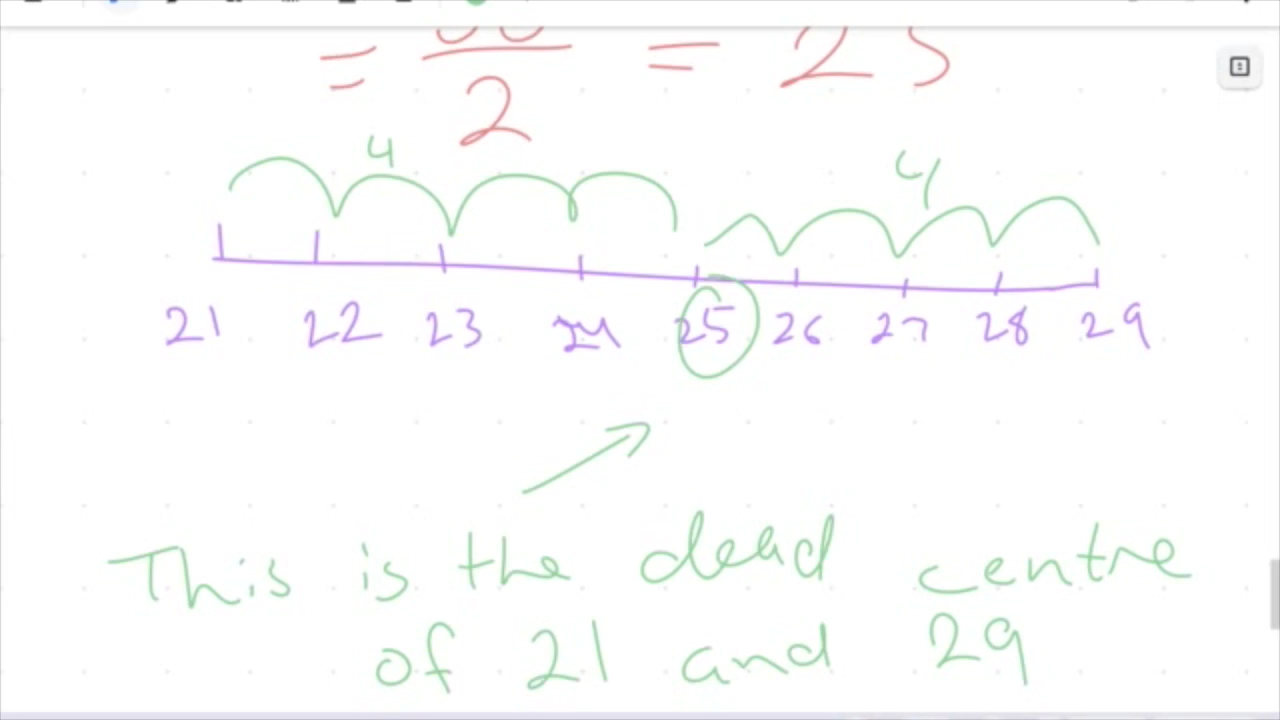 = / 2 = 25
4 4
21 22 23 24 25 26 27 28 29
This is the dead centre
of 21 and 29